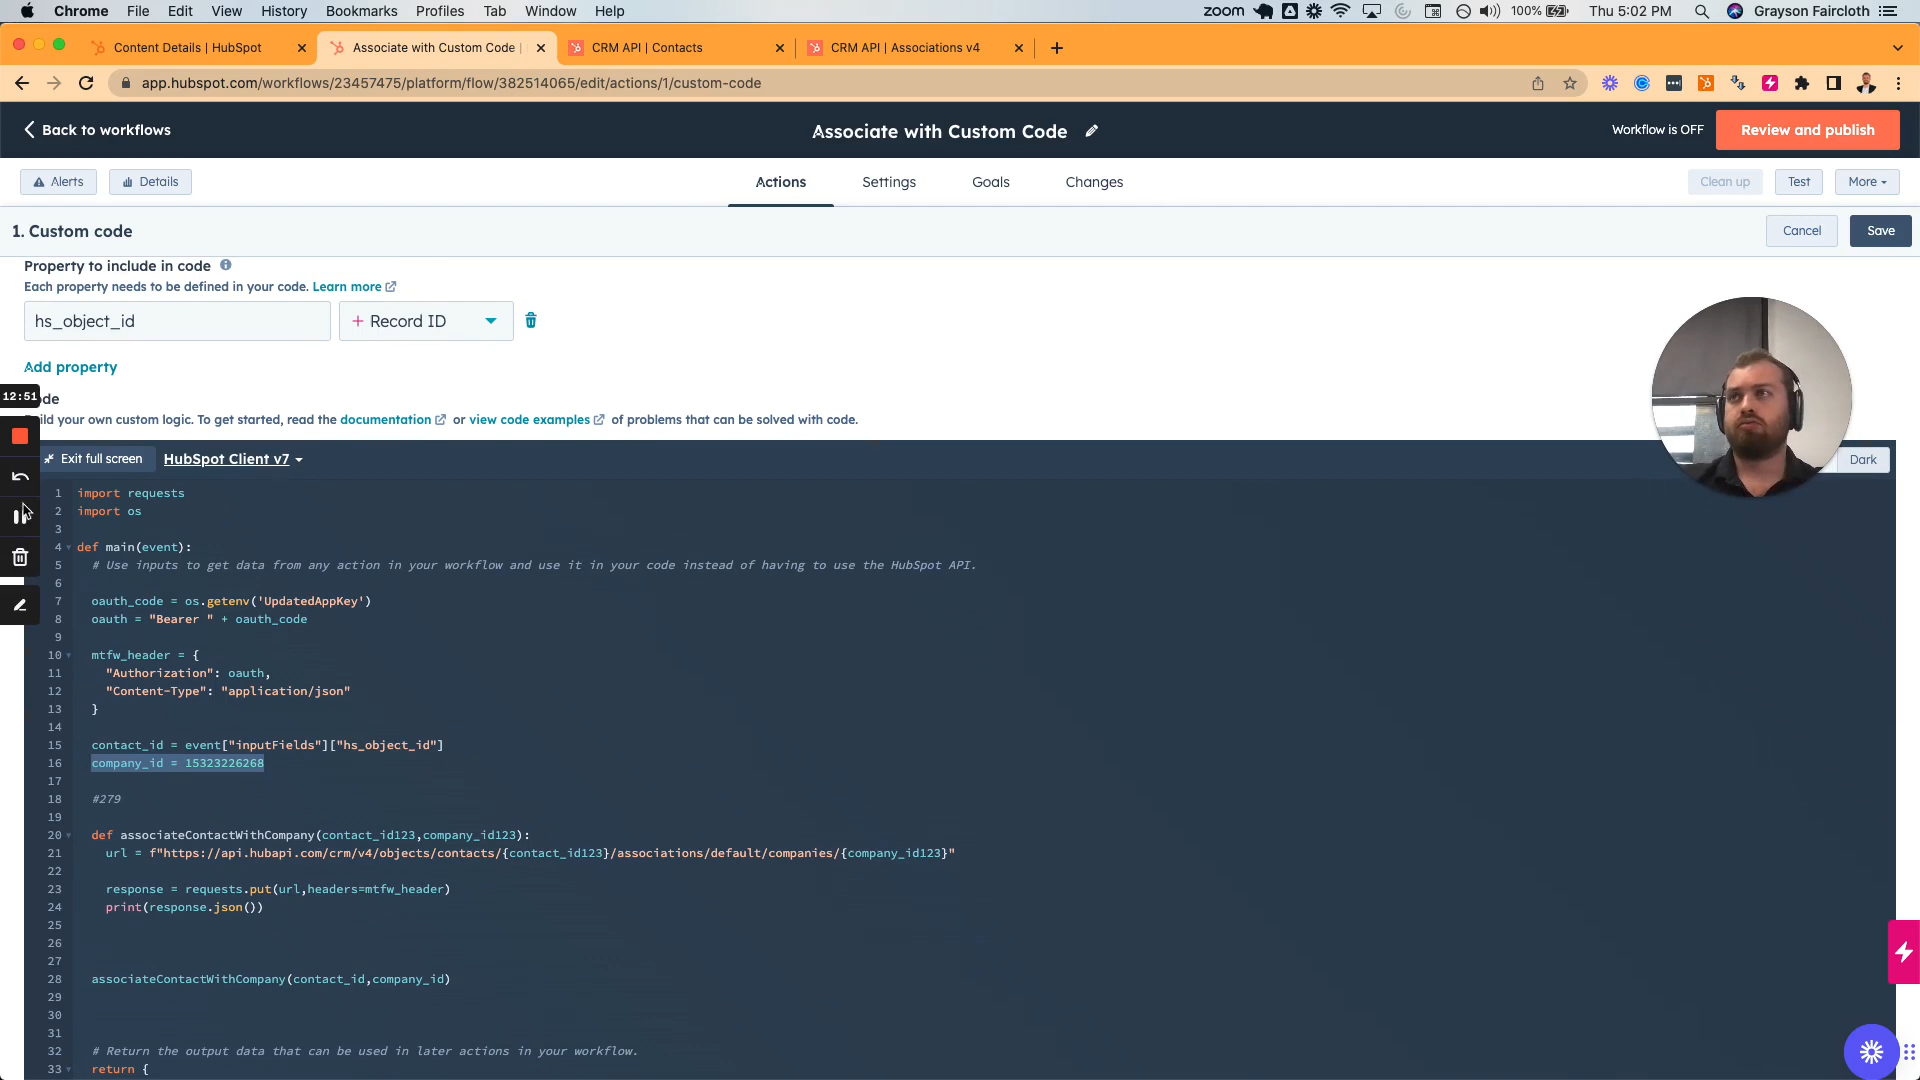 Chrome File Edit View History Bookmarks Profiles Tab Window Help zoom 100% Thu 5:02 PM Grayson Faircloth
Content Details | HubSpot Associate with Custom Code | CRM API | Contacts CRM API | Associations v4
app.hubspot.com/workflows/23457475/platform/flow/382514065/edit/actions/1/custom-code
Back to workflows Associate with Custom Code Workflow is OFF Review and publish
Alerts Details Actions Settings Goals Changes Clean up Test More
1. Custom code Cancel Save
Property to include in code
Each property needs to be defined in your code. Learn more
hs_object_id + Record ID
Add property
12:51 ode
ild your own custom logic. To get started, read the documentation or view code examples of problems that can be solved with code.
Exit full screen HubSpot Client v7 Dark
1 import requests
2 import os
3
4 def main(event):
5 # Use inputs to get data from any action in your workflow and use it in your code instead of having to use the HubSpot API.
6
7 oauth_code = os.getenv('UpdatedAppKey')
8 oauth = "Bearer " + oauth_code
9
10 mtfw_header = {
11 "Authorization": oauth,
12 "Content-Type": "application/json"
13 }
14
15 contact_id = event["inputFields"]["hs_object_id"]
16 company_id = 15323226268
17
18 #279
19
20 def associateContactWithCompany(contact_id123,company_id123):
21 url = f"https://api.hubapi.com/crm/v4/objects/contacts/{contact_id123}/associations/default/companies/{company_id123}"
22
23 response = requests.put(url,headers=mtfw_header)
24 print(response.json())
25
26
27
28 associateContactWithCompany(contact_id,company_id)
29
30
31
32 # Return the output data that can be used in later actions in your workflow.
33 return {